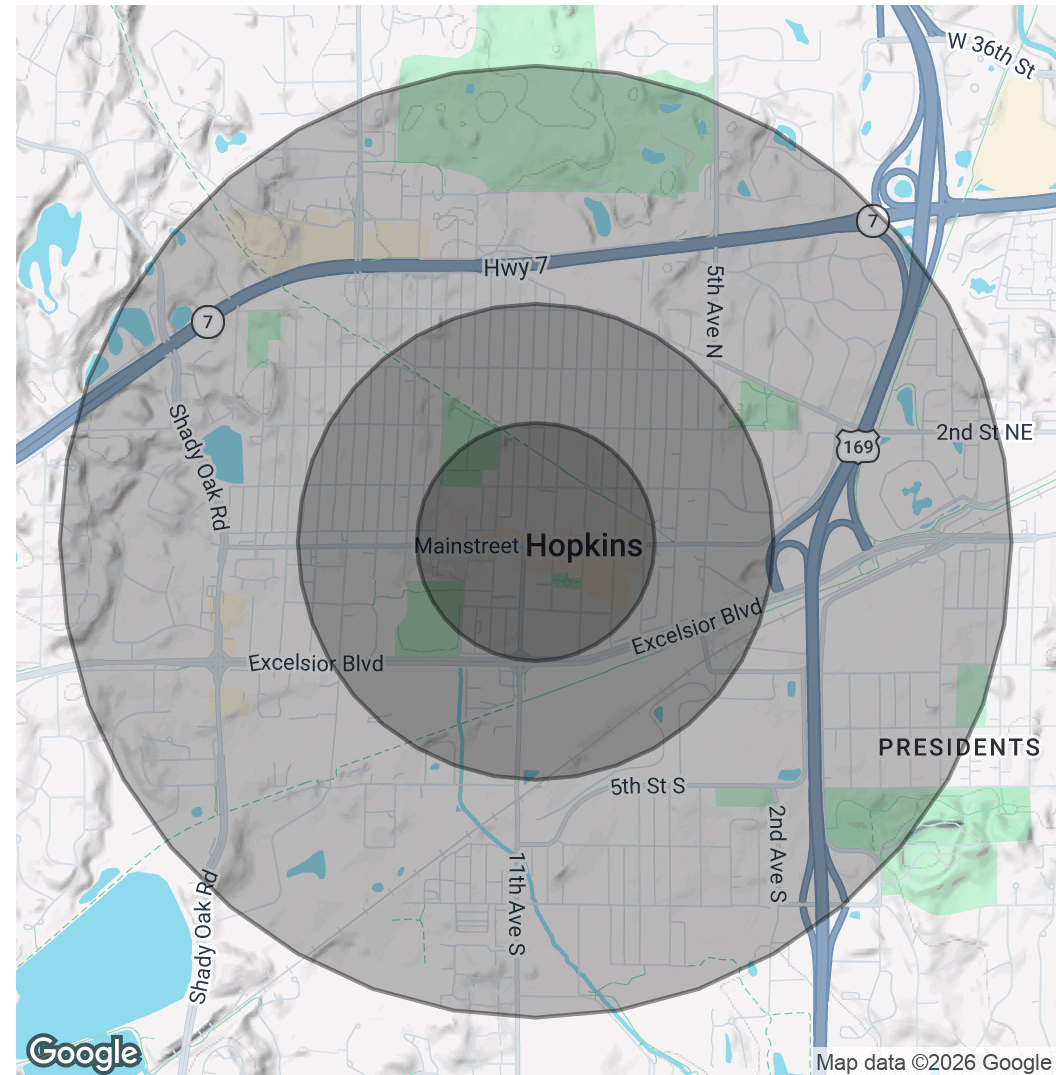 W 36th St
7
Hwy 7
5th Ave N
7
Shady Oak Rd
2nd St NE
169
Mainstreet
Hopkins
Excelsior Blvd
Excelsior Blvd
PRESIDENTS
5th St S
2nd Ave S
11th Ave S
Shady Oak Rd
Google
Map data ©2026 Google